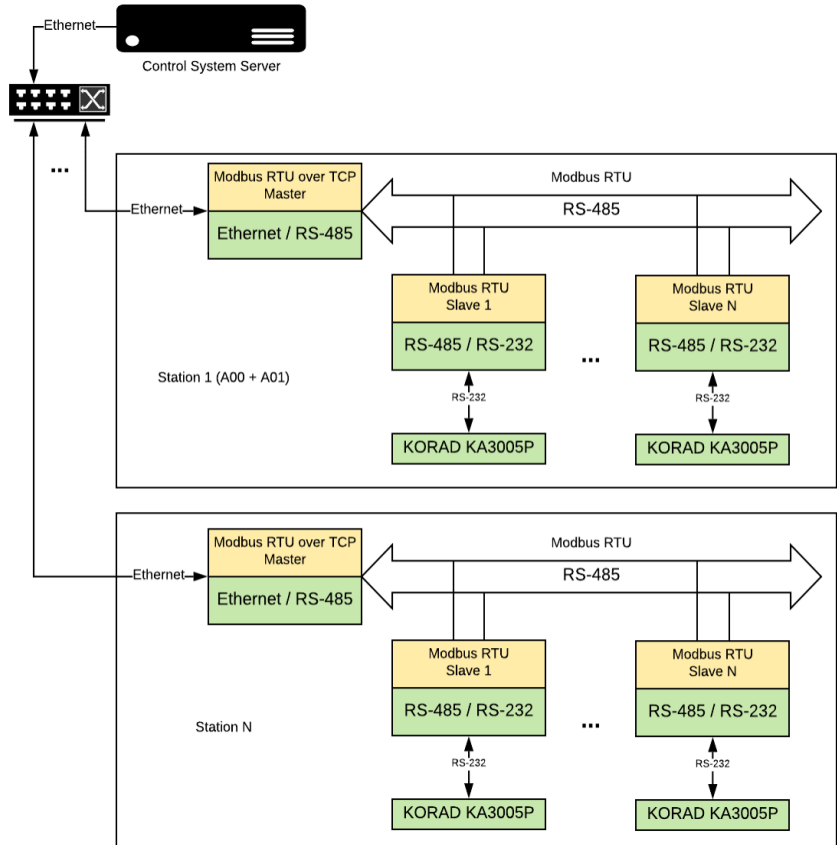 Ethernet
Control System Server
...
Modbus RTU over TCP
Master
Ethernet / RS-485
Ethernet
Modbus RTU
RS-485
Modbus RTU
Slave 1
RS-485 / RS-232
RS-232
KORAD KA3005P
...
Modbus RTU
Slave N
RS-485 / RS-232
RS-232
KORAD KA3005P
Station 1 (A00 + A01)
Modbus RTU over TCP
Master
Ethernet / RS-485
Ethernet
Modbus RTU
RS-485
Modbus RTU
Slave 1
RS-485 / RS-232
RS-232
KORAD KA3005P
...
Modbus RTU
Slave N
RS-485 / RS-232
RS-232
KORAD KA3005P
Station N